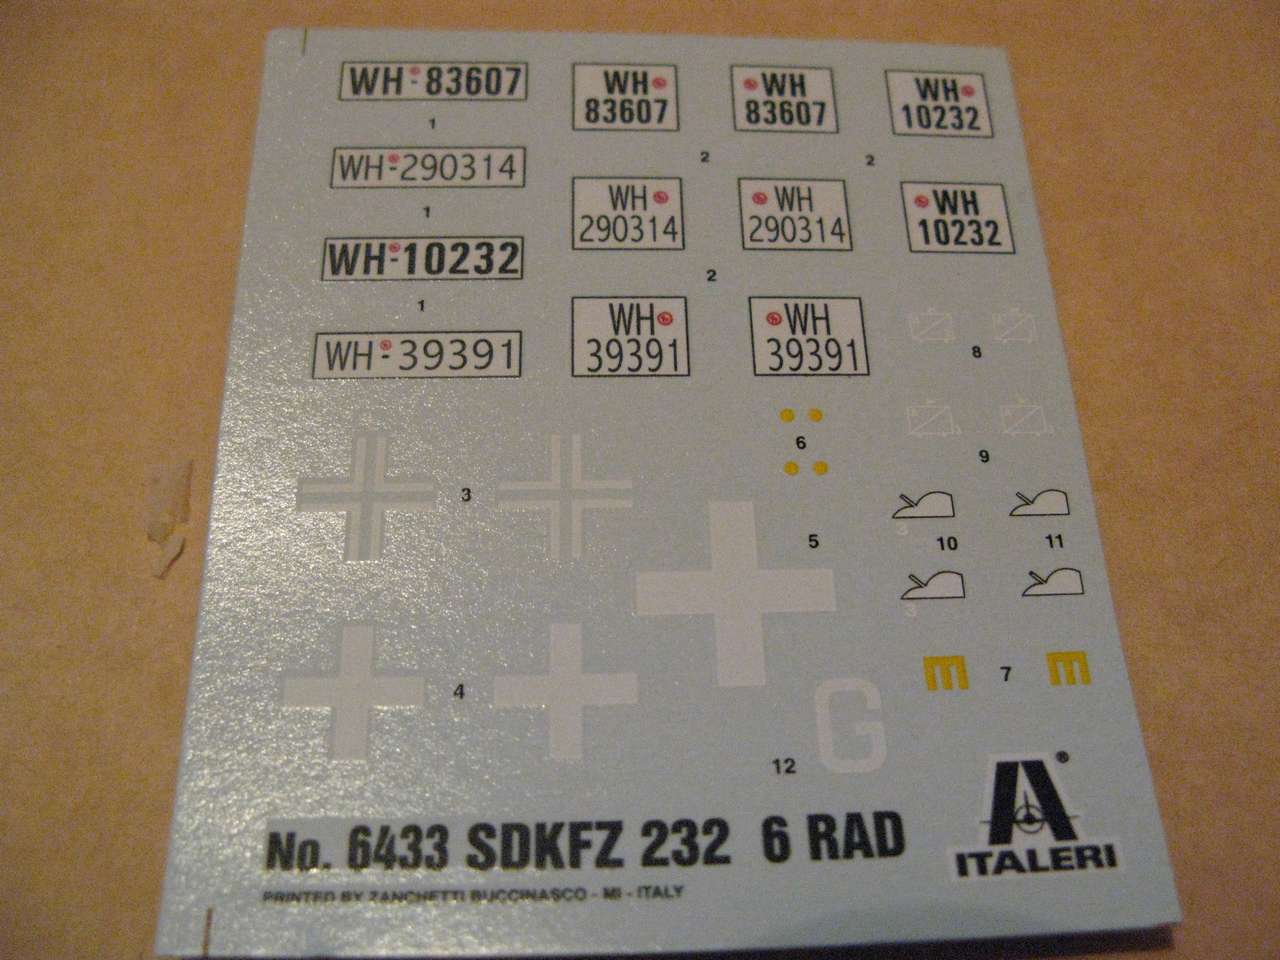 WH-83607
WH
83607
WH
83607
WH
10232
1
2
2
WH-290314
WH
290314
WH
290314
WH
10232
1
WH-10232
2
1
WH
39391
WH
39391
WH-39391
8
6
9
3
5
10
11
4
m
7
m
12
G
No. 6433 SDKFZ 232 6 RAD
ITALERI
®
PRINTED BY ZANCHETTI BUCCINASCO - MI - ITALY